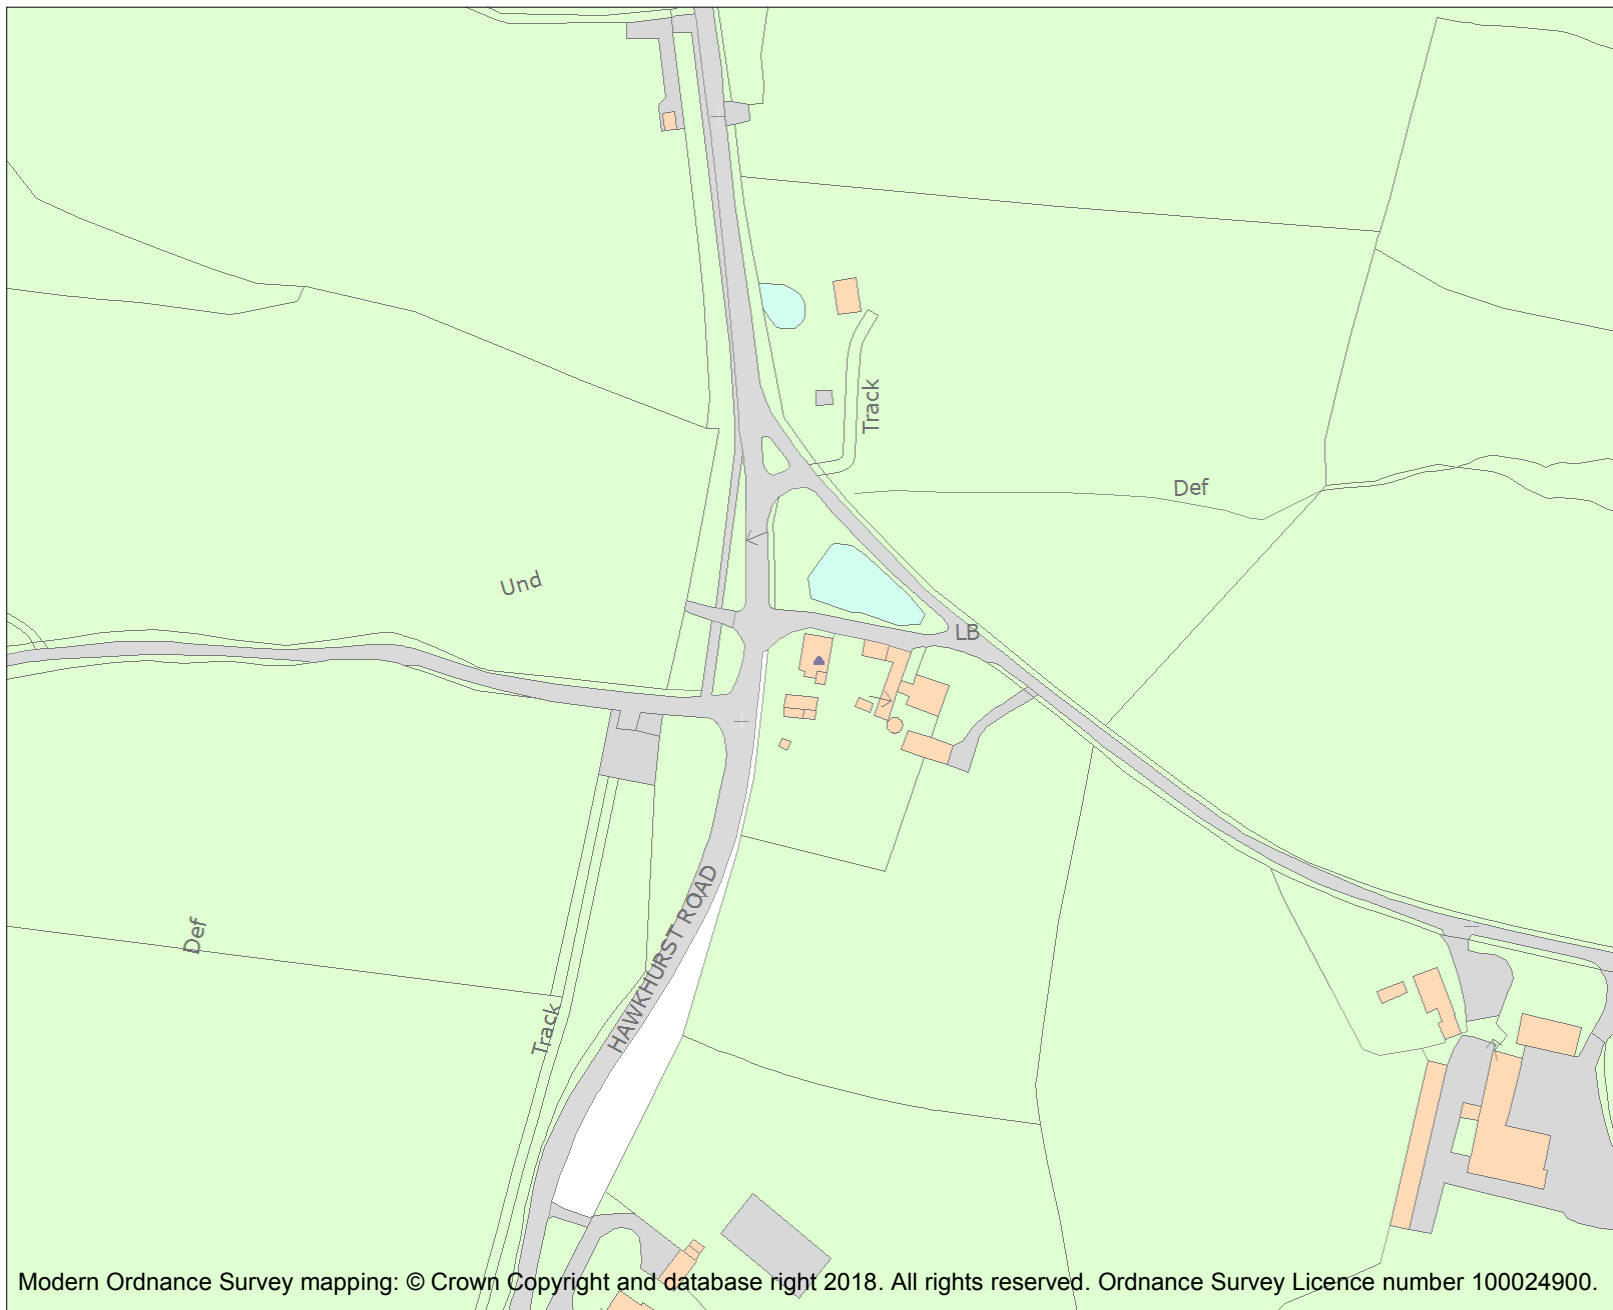 Track
Def
Und
LB
HAWKHURST ROAD
Def
Track
Modern Ordnance Survey mapping: © Crown Copyright and database right 2018. All rights reserved. Ordnance Survey Licence number 100024900.